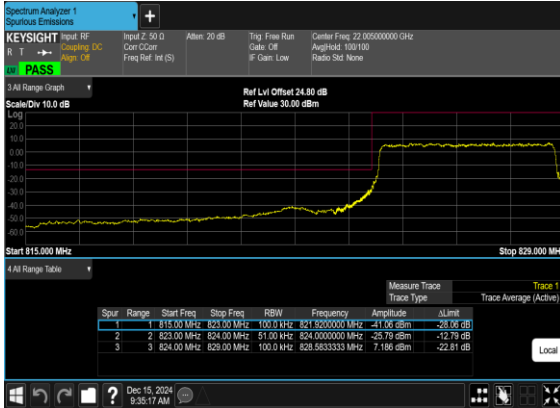 Spectrum Analyzer 1
Spurious Emissions
+
KEYSIGHT Input: RF Input Z: 50 Ω Atten: 20 dB Trig: Free Run Center Freq: 22.005000000 GHz
R T Coupling: DC Corr CCorr Gate: Off Avg|Hold: 100/100
Align: Off Freq Ref: Int (S) IF Gain: Low Radio Std: None
PASS
3 All Range Graph
Ref Lvl Offset 24.80 dB
Scale/Div 10.0 dB Ref Value 30.00 dBm
Log
20.0
10.0
0.00
-10.0
-20.0
-30.0
-40.0
-50.0
-60.0
Start 815.000 MHz Stop 829.000 MH
4 All Range Table
Measure Trace Trace 1
Trace Type Trace Average (Active)
Spur Range Start Freq Stop Freq RBW Frequency Amplitude ΔLimit
1 1 815.00 MHz 823.00 MHz 100.0 kHz 821.9200000 MHz -41.06 dBm -28.06 dB
2 2 823.00 MHz 824.00 MHz 51.00 kHz 824.0000000 MHz -25.79 dBm -12.79 dB
3 3 824.00 MHz 829.00 MHz 100.0 kHz 828.5833333 MHz 7.186 dBm -22.81 dB
Local
? Dec 15, 2024
9:35:17 AM